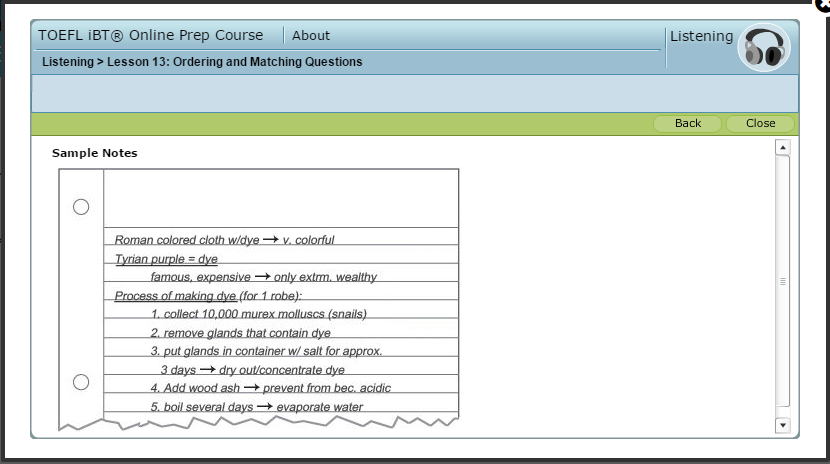 TOEFL iBT® Online Prep Course
About
Listening
Listening > Lesson 13: Ordering and Matching Questions
Back
Close
Sample Notes
Roman colored cloth w/dye → v. colorful
Tyrian purple = dye
famous, expensive → only extrm. wealthy
Process of making dye (for 1 robe):
1. collect 10,000 murex molluscs (snails)
2. remove glands that contain dye
3. put glands in container w/ salt for approx.
3 days → dry out/concentrate dye
4. Add wood ash → prevent from bec. acidic
5. boil several days → evaporate water